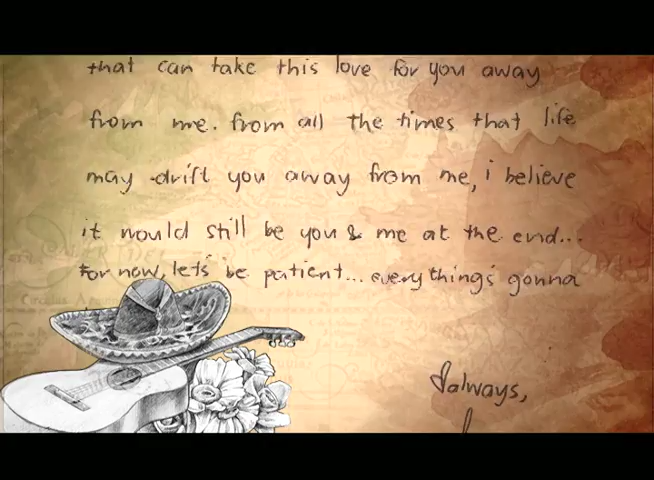 that can take this love for you away
from me. from all the times that life
may drift you away from me, i believe
it would still be you & me at the end...
for now, let's be patient... everything's gonna
always,